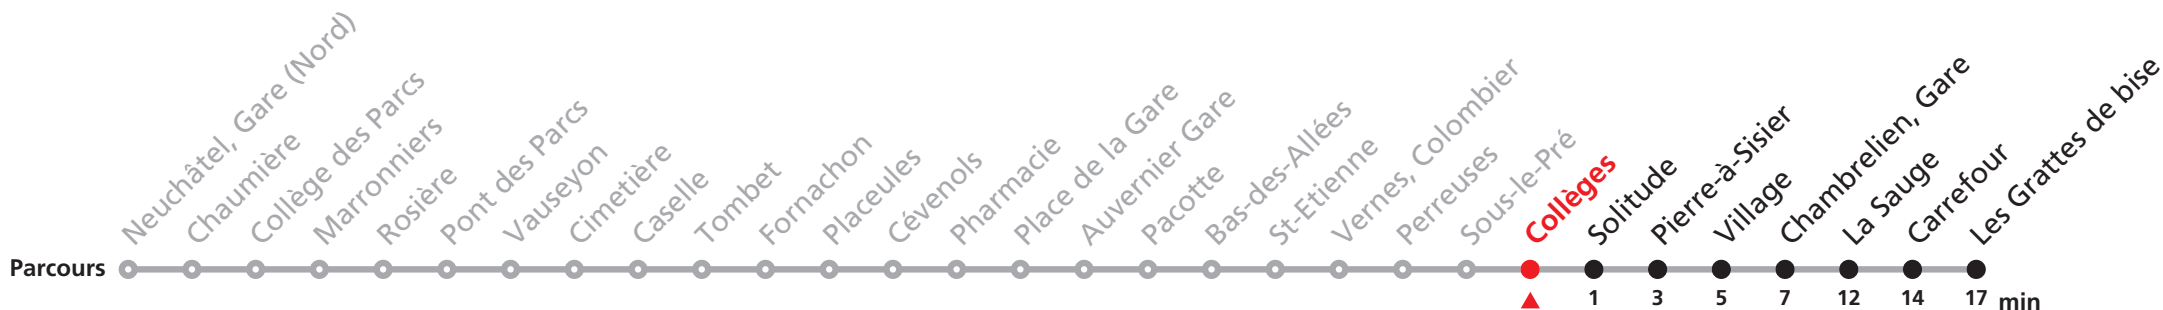 Neuchâtel, Gare (Nord)
Chaumière
Collège des Parcs
Marronniers
Rosière
Pont des Parcs
Vauseyon
Cimetière
Caselle
Tombet
Fornachon
Placeules
Cévenols
Pharmacie
Place de la Gare
Auvernier Gare
Pacotte
Bas-des-Allées
St-Etienne
Vernes, Colombier
Perreuses
Sous-le-Pré
Collèges
Solitude
Pierre-à-Sisier
Village
Chambrelien, Gare
La Sauge
Carrefour
Les Grattes de bise
Parcours
1 3 5 7 12 14 17 min